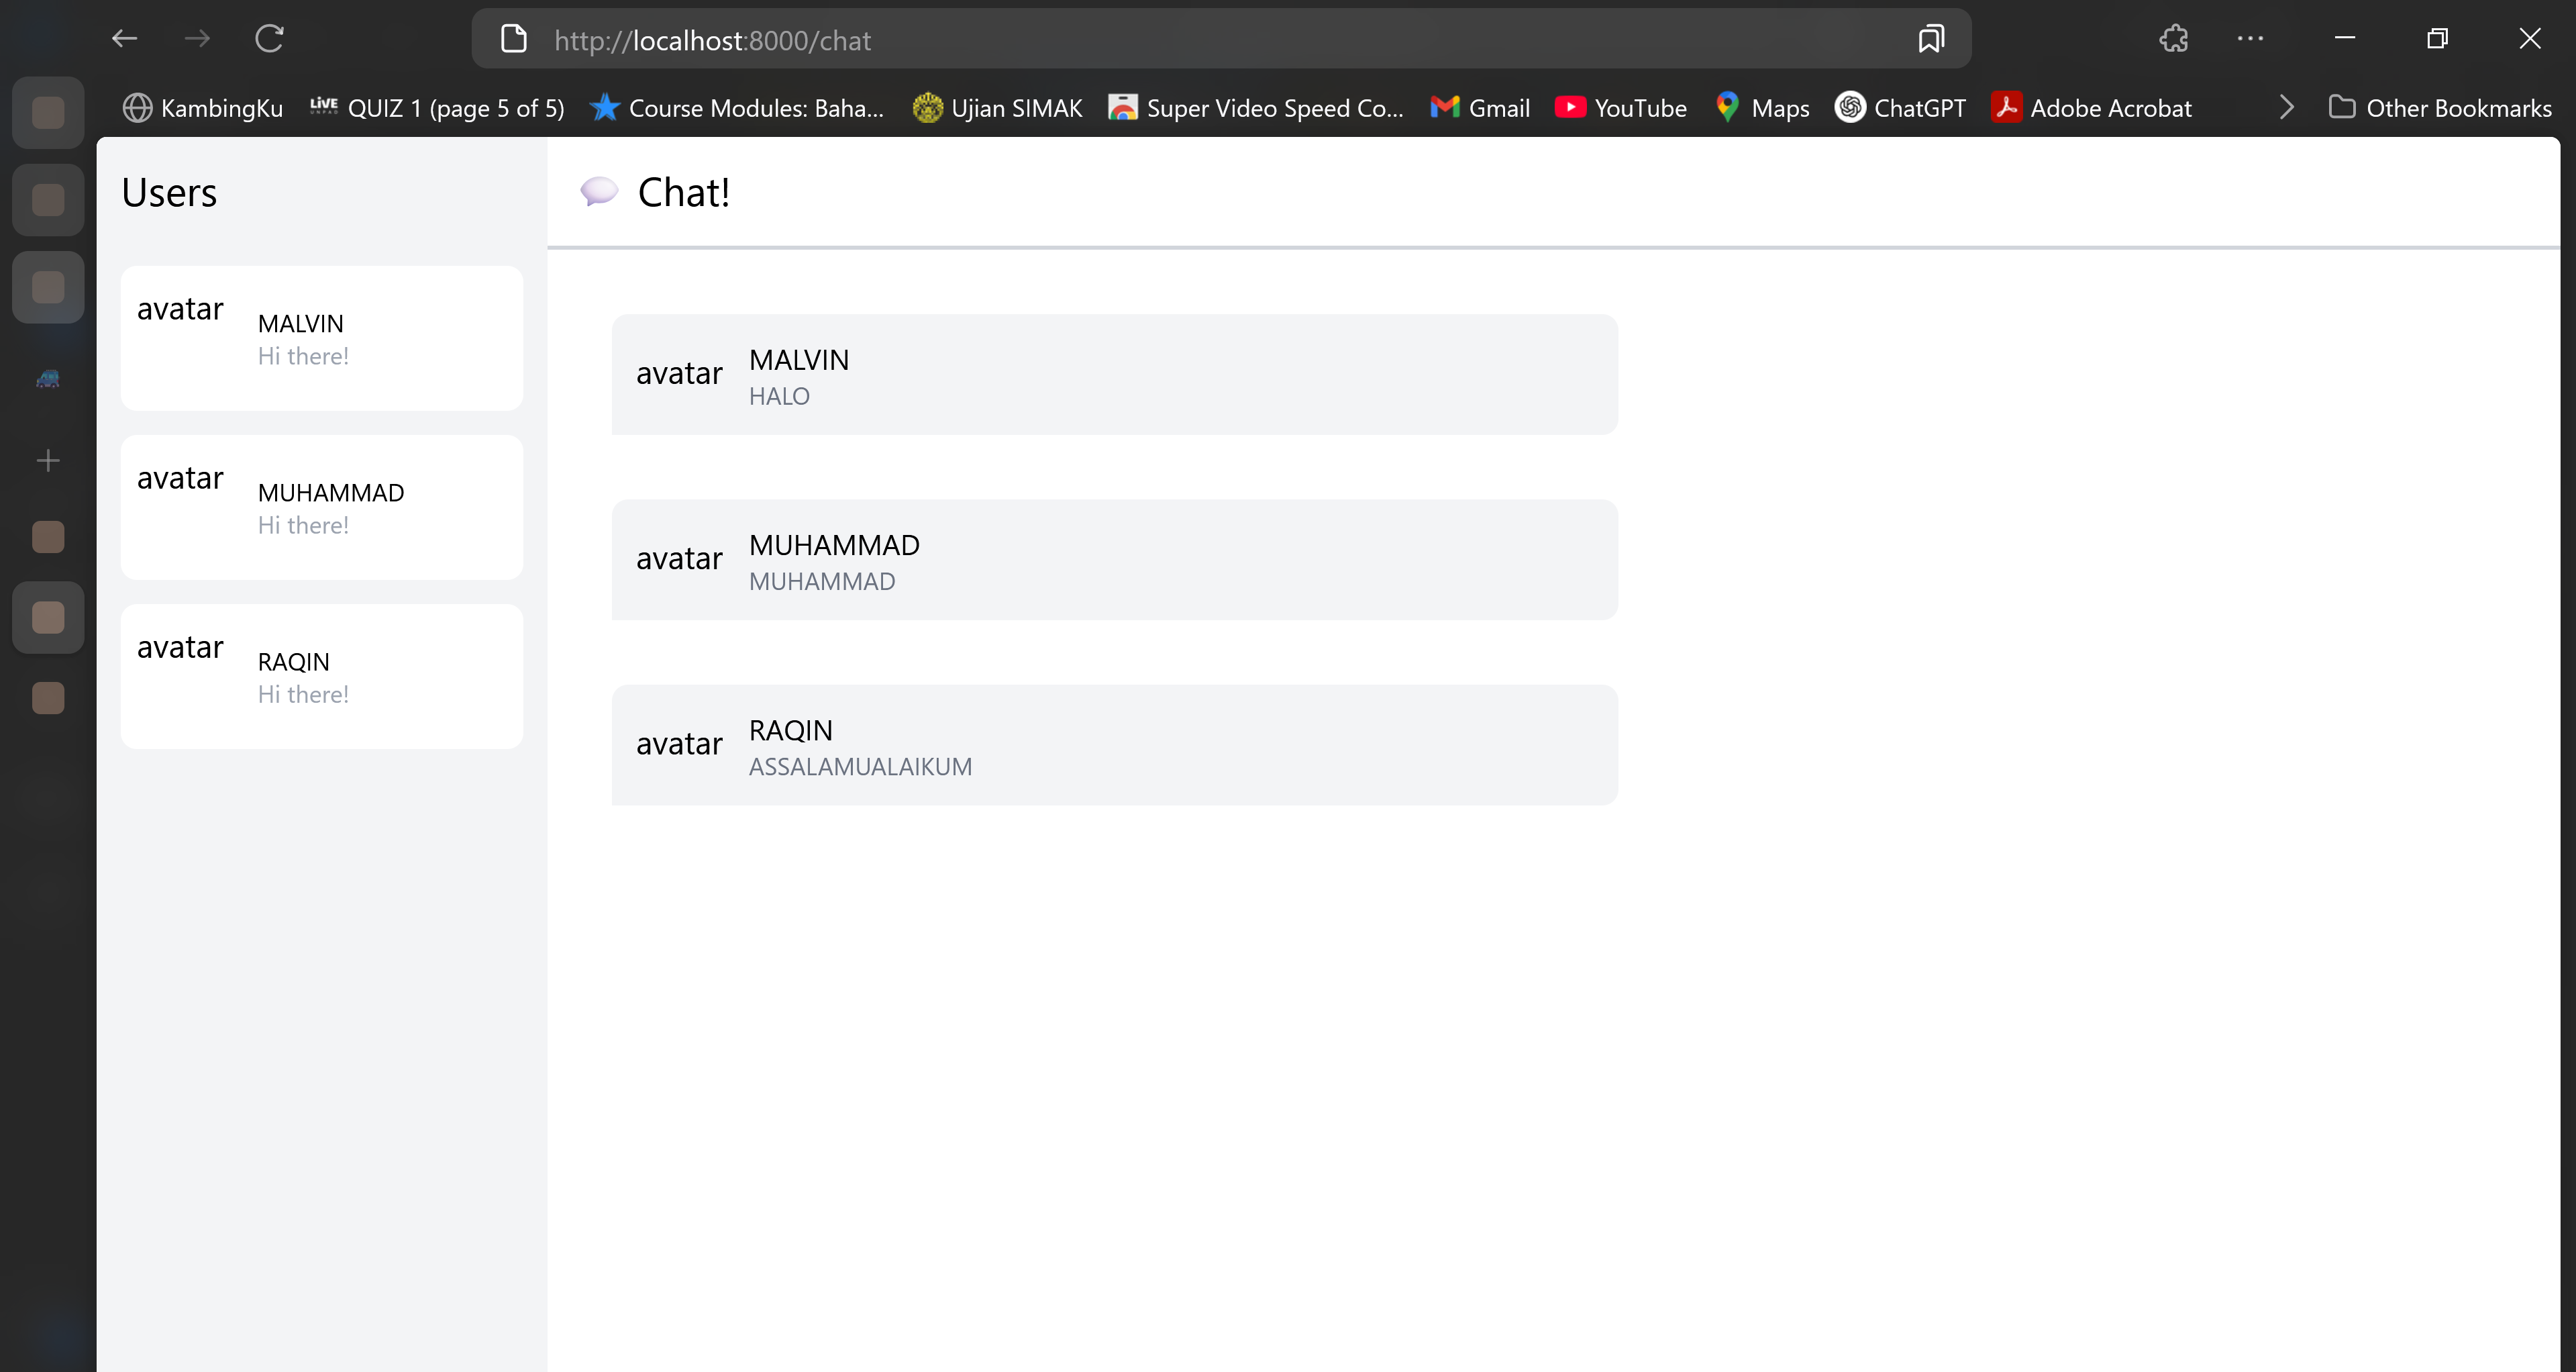 http://localhost:8000/chat
KambingKu
LIVE UNPAD QUIZ 1 (page 5 of 5)
Course Modules: Baha...
Ujian SIMAK
Super Video Speed Co...
Gmail
YouTube
Maps
ChatGPT
Adobe Acrobat
Other Bookmarks
Users
avatar
MALVIN
Hi there!
avatar
MUHAMMAD
Hi there!
avatar
RAQIN
Hi there!
Chat!
avatar
MALVIN
HALO
avatar
MUHAMMAD
MUHAMMAD
avatar
RAQIN
ASSALAMUALAIKUM